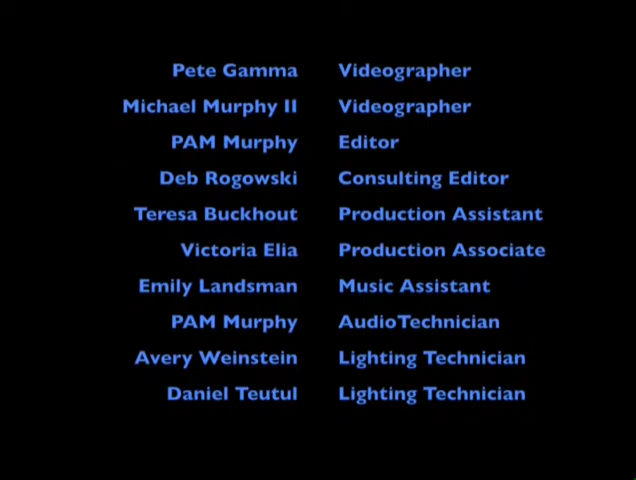 Pete Gamma Videographer
Michael Murphy II Videographer
PAM Murphy Editor
Deb Rogowski Consulting Editor
Teresa Buckhout Production Assistant
Victoria Elia Production Associate
Emily Landsman Music Assistant
PAM Murphy AudioTechnician
Avery Weinstein Lighting Technician
Daniel Teutul Lighting Technician